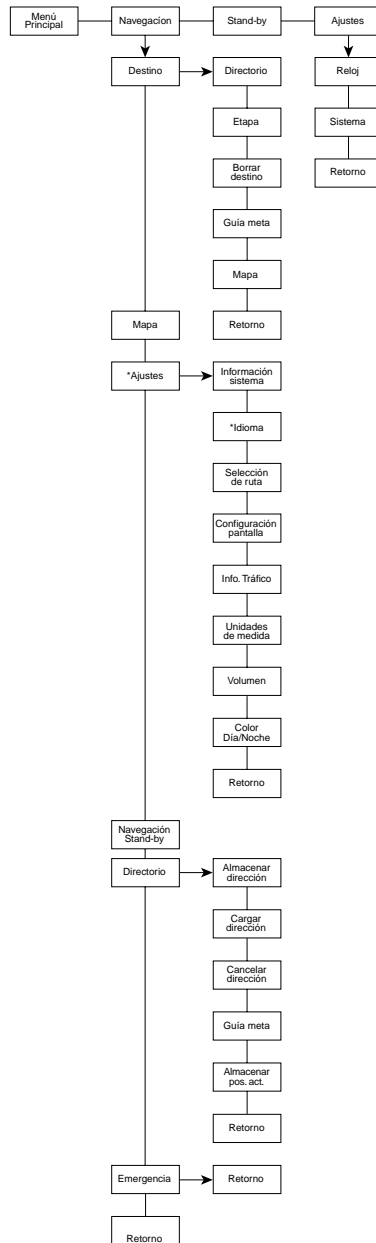 Menú
Principal
Navegacíon
Stand-by
Ajustes
Destino
Directorio
Reloj
Etapa
Sistema
Borrar
destino
Retorno
Guía meta
Mapa
Mapa
Retorno
*Ajustes
Información
sistema
*Idioma
Selección
de ruta
Configuración
pantalla
Info. Tráfico
Unidades
de medida
Volumen
Color
Día/Noche
Retorno
Navegación
Stand-by
Directorio
Almacenar
dirección
Cargar
dirección
Cancelar
dirección
Guía meta
Almacenar
pos. act.
Retorno
Emergencia
Retorno
Retorno